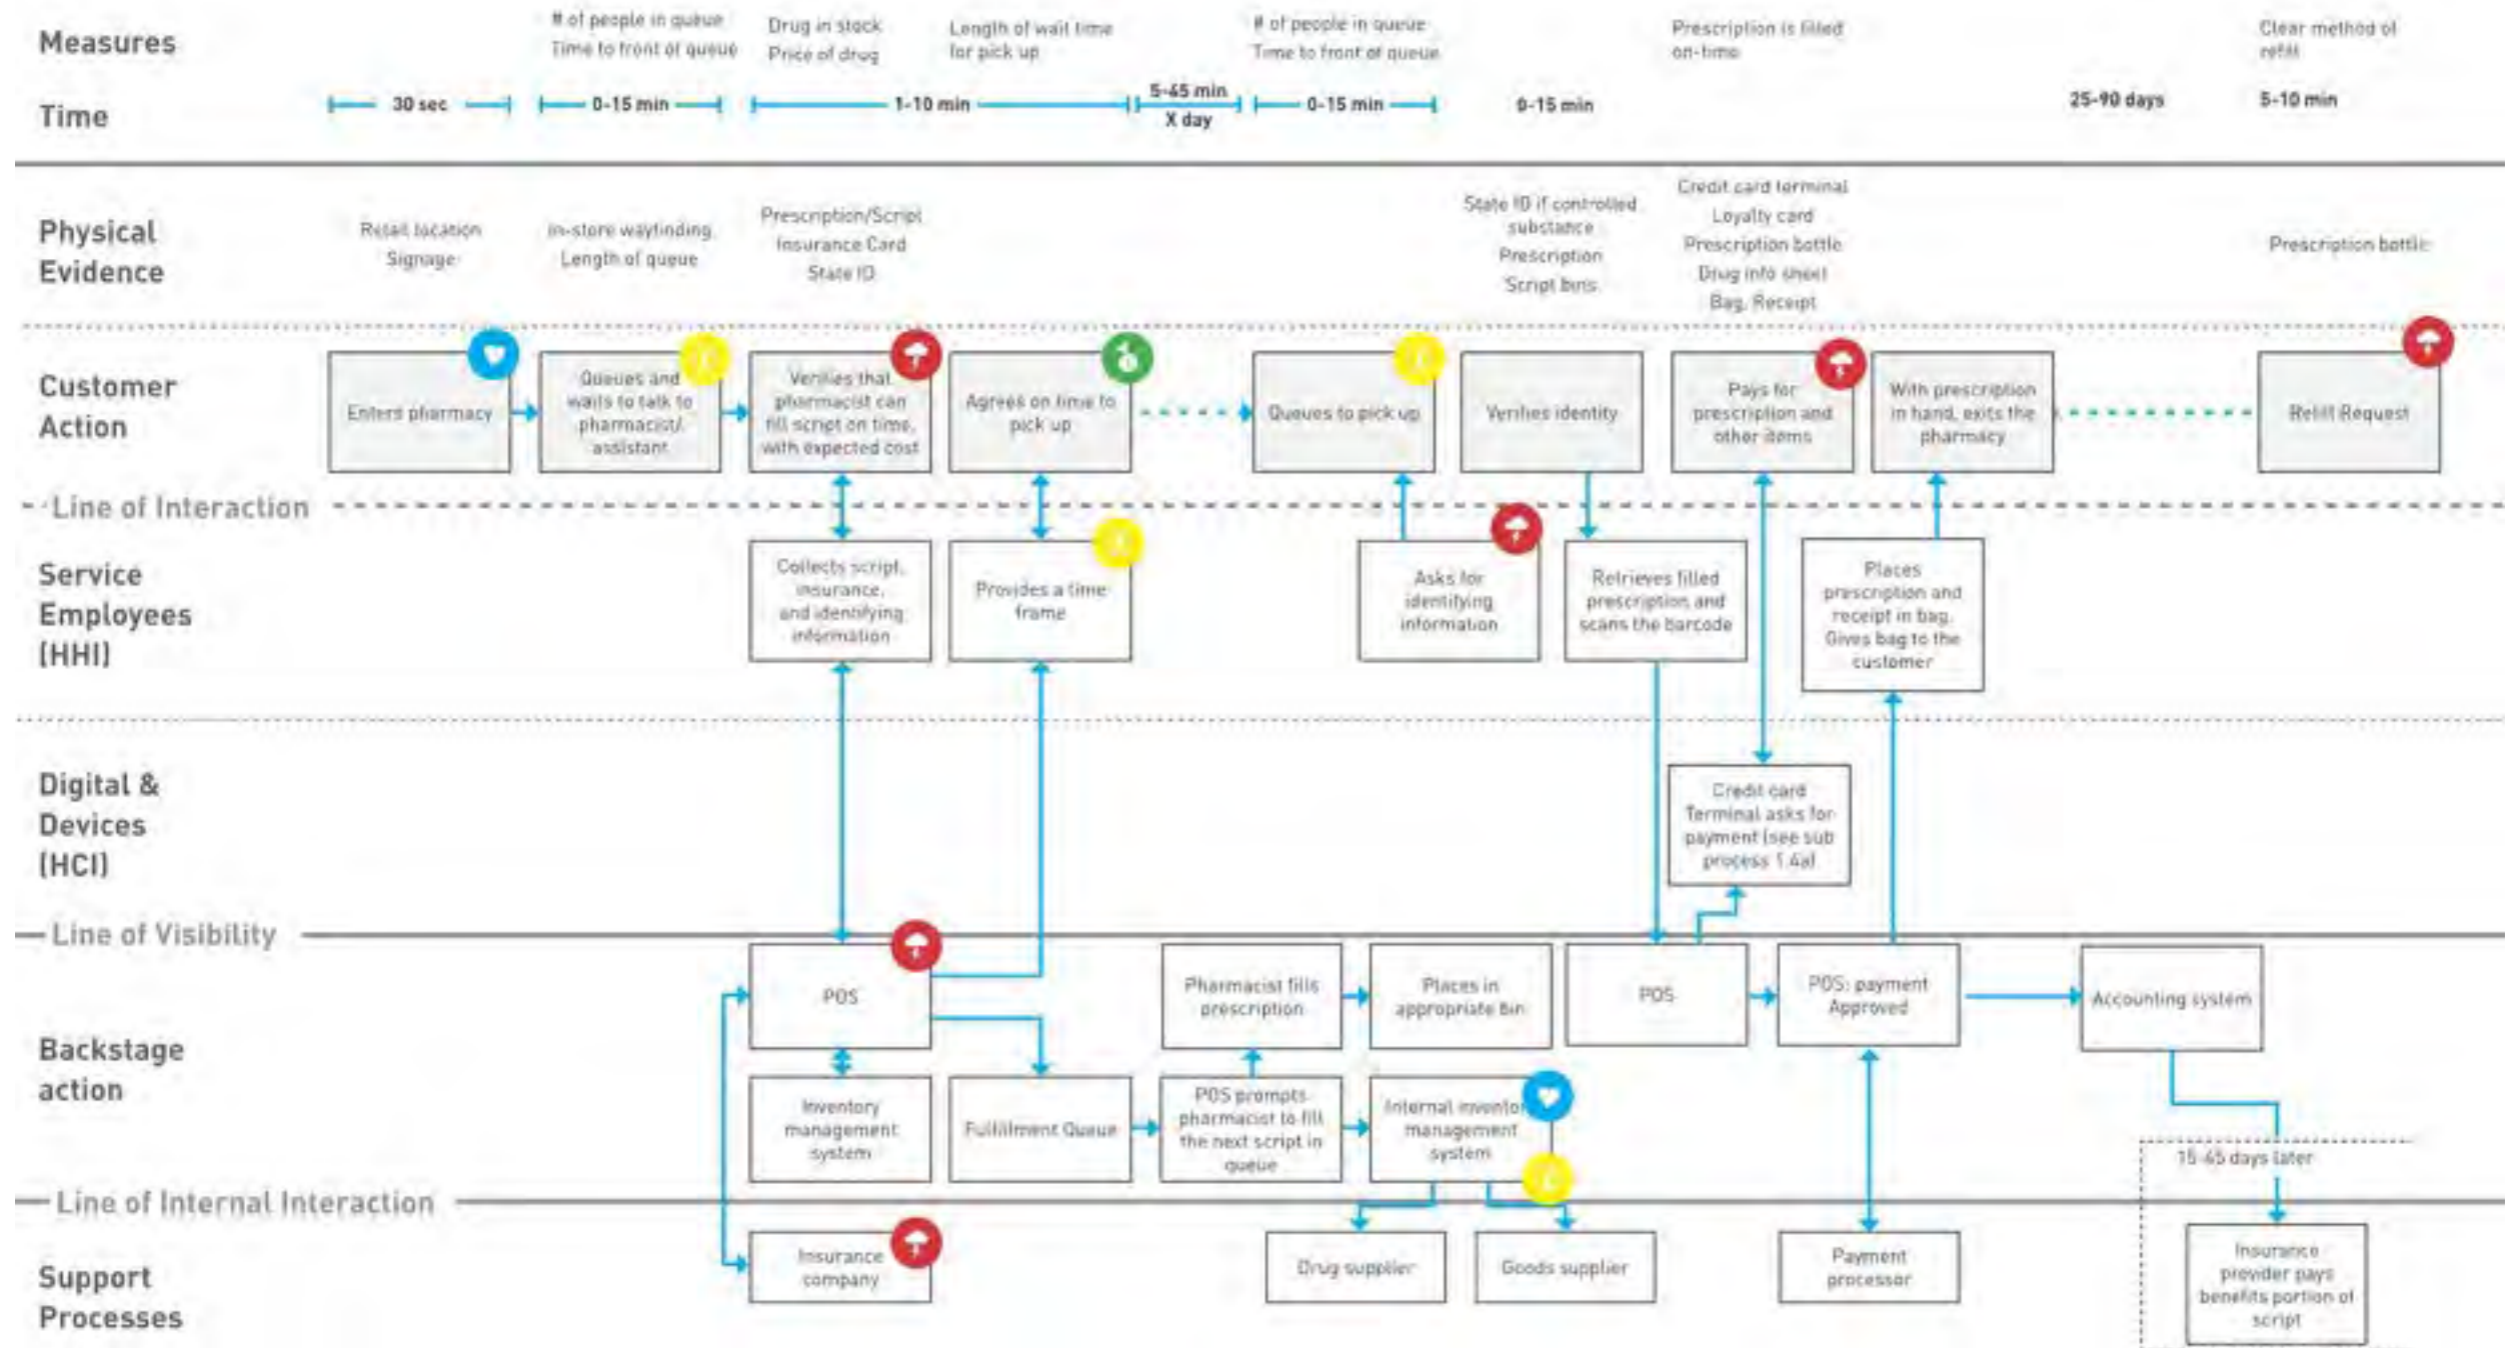 Measures
# of people in queue
Time to front of queue
Drug in stock
Price of drug
Length of wait time
for pick up
# of people in queue
Time to front of queue
Prescription is filled
on-time
Clear method of
refill
Time
30 sec
0-15 min
1-10 min
5-45 min
X day
0-15 min
0-15 min
25-90 days
5-10 min
Physical
Evidence
Retail location
Signage
In-store wayfinding
Length of queue
Prescription/Script
Insurance Card
State ID
State ID if controlled
substance
Prescription
Script bins
Credit card terminal
Loyalty card
Prescription bottle
Drug info sheet
Bag, Receipt
Prescription bottle
Customer
Action
Enters pharmacy
Queues and
waits to talk to
pharmacist/
assistant
Verifies that
pharmacist can
fill script on time,
with expected cost
Agrees on time to
pick up
Queues to pick up
Verifies identity
Pays for
prescription and
other items
With prescription
in hand, exits the
pharmacy
Refill Request
Line of Interaction
Service
Employees
(HHI)
Collects script,
insurance,
and identifying
information
Provides a time
frame
Asks for
identifying
information
Retrieves filled
prescription and
scans the barcode
Places
prescription and
receipt in bag.
Gives bag to the
customer
Digital &
Devices
(HCI)
Credit card
Terminal asks for
payment (see sub
process 1.4a)
Line of Visibility
Backstage
action
POS
Pharmacist fills
prescription
Places in
appropriate bin
POS
POS: payment
Approved
Accounting system
Inventory
management
system
Fulfillment Queue
POS prompts
pharmacist to fill
the next script in
queue
Internal invento
management
system
15-45 days later
Line of Internal Interaction
Support
Processes
Insurance
company
Drug supplier
Goods supplier
Payment
processor
Insurance
provider pays
benefits portion of
script